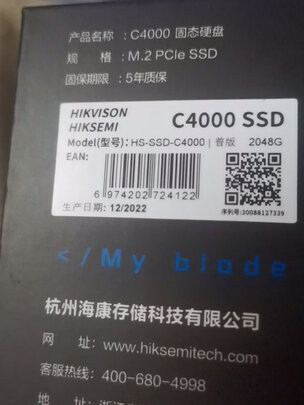 产品名称：C4000 固态硬盘
规 格：M.2 PCIe SSD
固保期限：5年质保
HIKVISON
HIKSEMI
C4000 SSD
Model(型号)：HS-SSD-C4000 | 普版 2048G
EAN:
6 974202 724122
生产日期：12/2022
序列号:30088127339
</My blade
杭州海康存储科技有限公司
网 址：www.hiksemitech.com
客服热线：400-680-4998